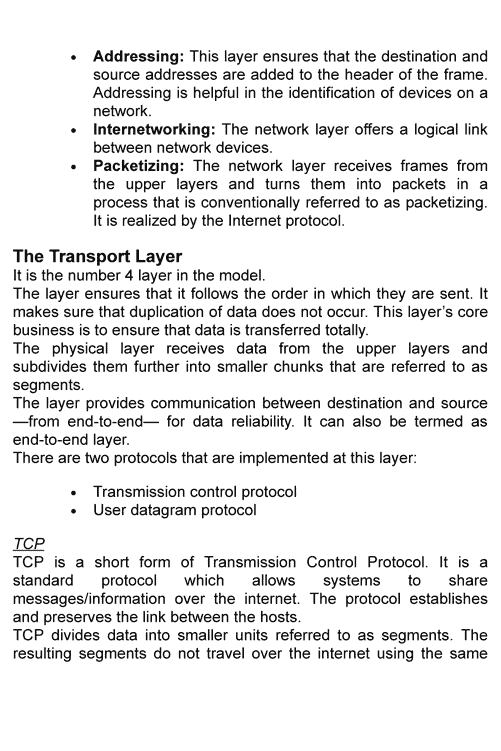 • Addressing: This layer ensures that the destination and
source addresses are added to the header of the frame.
Addressing is helpful in the identification of devices on a
network.
• Internetworking: The network layer offers a logical link
between network devices.
• Packetizing: The network layer receives frames from
the upper layers and turns them into packets in a
process that is conventionally referred to as packetizing.
It is realized by the Internet protocol.
The Transport Layer
It is the number 4 layer in the model.
The layer ensures that it follows the order in which they are sent. It
makes sure that duplication of data does not occur. This layer’s core
business is to ensure that data is transferred totally.
The physical layer receives data from the upper layers and
subdivides them further into smaller chunks that are referred to as
segments.
The layer provides communication between destination and source
—from end-to-end— for data reliability. It can also be termed as
end-to-end layer.
There are two protocols that are implemented at this layer:
• Transmission control protocol
• User datagram protocol
TCP
TCP is a short form of Transmission Control Protocol. It is a
standard protocol which allows systems to share
messages/information over the internet. The protocol establishes
and preserves the link between the hosts.
TCP divides data into smaller units referred to as segments. The
resulting segments do not travel over the internet using the same